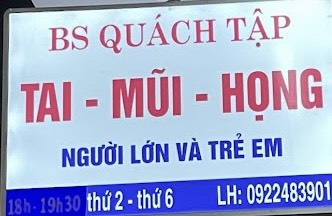 BS QUÁCH TẬP
TAI - MŨI - HỌNG
NGƯỜI LỚN VÀ TRẺ EM
18h - 19h30 thứ 2 - thứ 6 LH: 0922483901